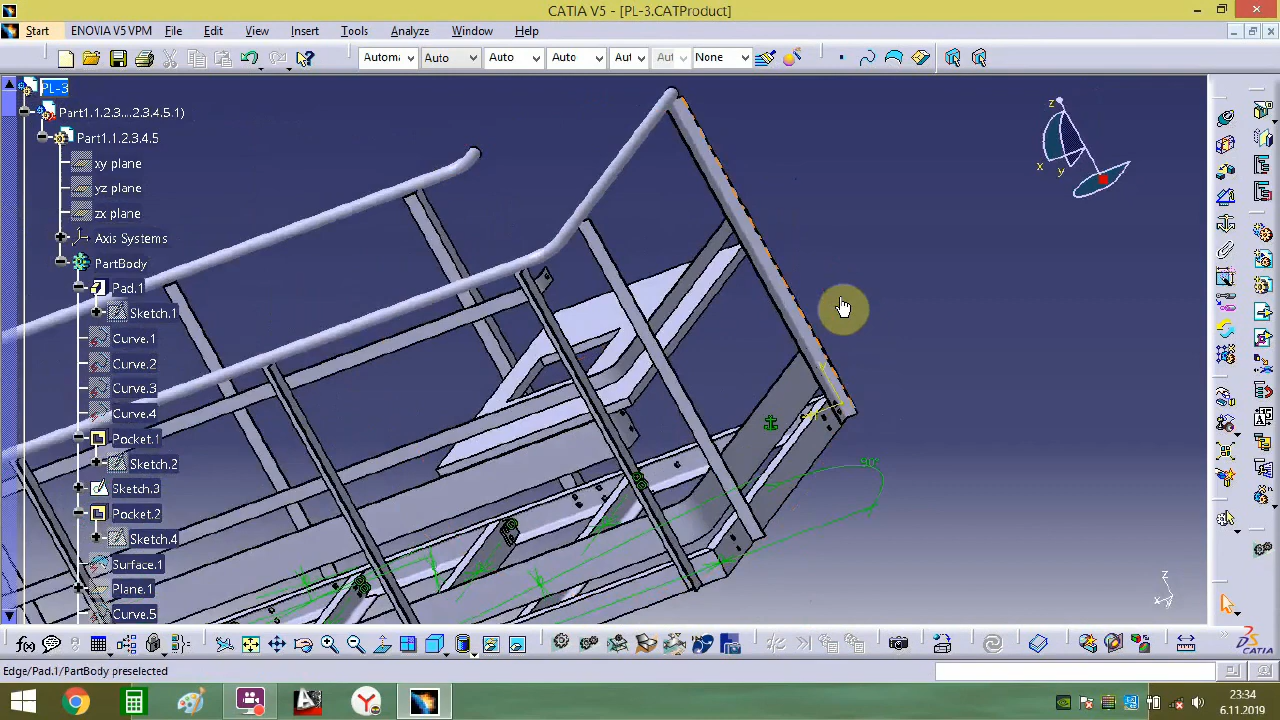 CATIA V5 - [PL-3.CATProduct]
Start ENOVIA V5 VPM File Edit View Insert Tools Analyze Window Help
Automa Auto Auto Auto Aut Aut None
PL-3
Part1.1.2.3....2.3.4.5.1)
Part1.1.2.3.4.5
xy plane
yz plane
zx plane
Axis Systems
PartBody
Pad.1
Sketch.1
Curve.1
Curve.2
Curve.3
Curve.4
Pocket.1
Sketch.2
Sketch.3
Pocket.2
Sketch.4
Surface.1
Plane.1
Curve.5
z
x
y
90°
z
x
y
CATIA
Edge/Pad.1/PartBody preselected
23:34
6.11.2019